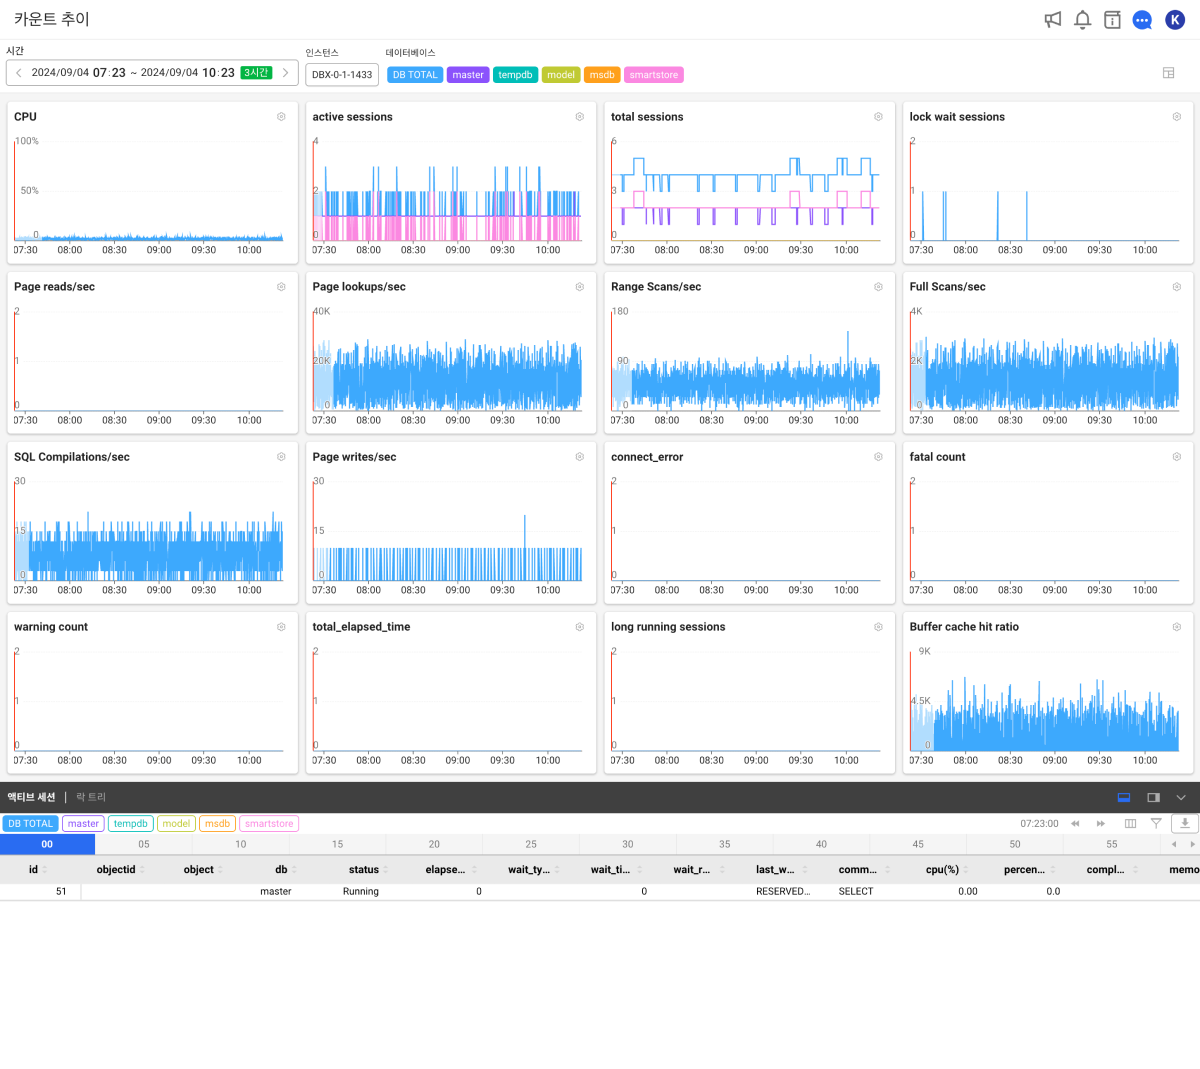 카운트 추이
K
시간
인스턴스
데이터베이스
2024/09/04 07:23 ~ 2024/09/04 10:23 3시간
DBX-0-1-1433
DB TOTAL master tempdb model msdb smartstore
CPU
100%
50%
0
07:30 08:00 08:30 09:00 09:30 10:00
active sessions
4
2
0
07:30 08:00 08:30 09:00 09:30 10:00
total sessions
6
3
0
07:30 08:00 08:30 09:00 09:30 10:00
lock wait sessions
2
1
0
07:30 08:00 08:30 09:00 09:30 10:00
Page reads/sec
2
1
0
07:30 08:00 08:30 09:00 09:30 10:00
Page lookups/sec
40K
20K
0
07:30 08:00 08:30 09:00 09:30 10:00
Range Scans/sec
180
90
0
07:30 08:00 08:30 09:00 09:30 10:00
Full Scans/sec
4K
2K
0
07:30 08:00 08:30 09:00 09:30 10:00
SQL Compilations/sec
30
15
0
07:30 08:00 08:30 09:00 09:30 10:00
Page writes/sec
30
15
0
07:30 08:00 08:30 09:00 09:30 10:00
connect_error
2
1
0
07:30 08:00 08:30 09:00 09:30 10:00
fatal count
2
1
0
07:30 08:00 08:30 09:00 09:30 10:00
warning count
2
1
0
07:30 08:00 08:30 09:00 09:30 10:00
total_elapsed_time
2
1
0
07:30 08:00 08:30 09:00 09:30 10:00
long running sessions
2
1
0
07:30 08:00 08:30 09:00 09:30 10:00
Buffer cache hit ratio
9K
4.5K
0
07:30 08:00 08:30 09:00 09:30 10:00
액티브 세션 | 락 트리
DB TOTAL master tempdb model msdb smartstore 07:23:00
00 05 10 15 20 25 30 35 40 45 50 55
id objectid object db status elapse... wait_ty... wait_ti... wait_r... last_w... comm... cpu(%) percen... compl... memo
51 master Running 0 0 RESERVED... SELECT 0.00 0.0